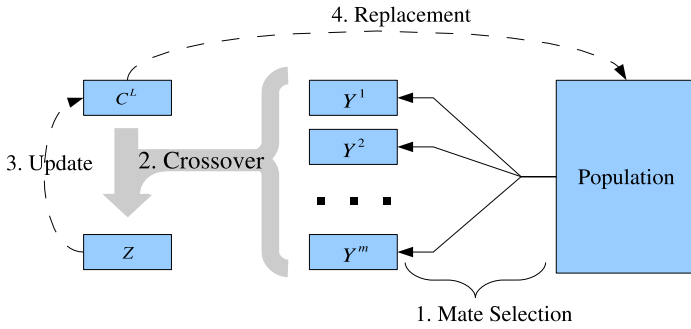 4. Replacement
C^L
Y^1
Y^2
3. Update
2. Crossover
Population
. . .
Z
Y^m
1. Mate Selection